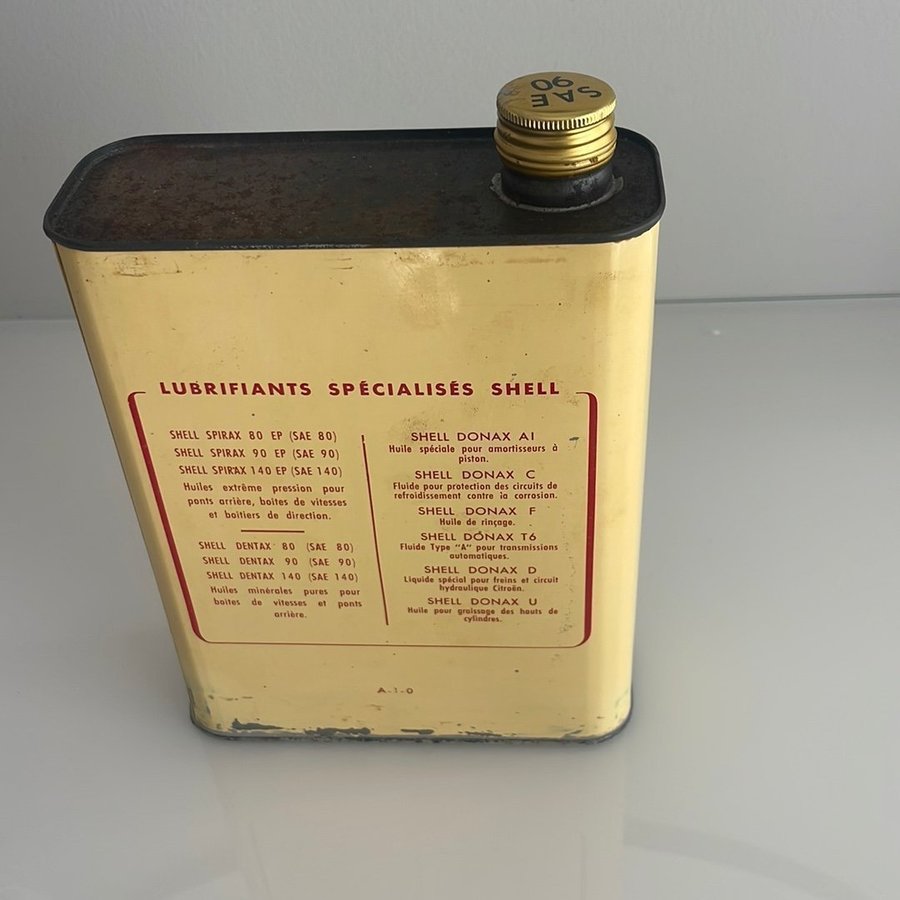 SAE
90
LUBRIFIANTS SPÉCIALISÉS SHELL
SHELL SPIRAX 80 EP (SAE 80)
SHELL SPIRAX 90 EP (SAE 90)
SHELL SPIRAX 140 EP (SAE 140)
Huiles extrême pression pour
ponts arrière, boites de vitesses
et boitiers de direction.
SHELL DENTAX 80 (SAE 80)
SHELL DENTAX 90 (SAE 90)
SHELL DENTAX 140 (SAE 140)
Huiles minérales pures pour
boites de vitesses et ponts
arrière.
SHELL DONAX A1
Huile spéciale pour amortisseurs à
piston.
SHELL DONAX C
Fluide pour protection des circuits de
refroidissement contre la corrosion.
SHELL DONAX F
Huile de rinçage.
SHELL DONAX T6
Fluide Type "A" pour transmissions
automatiques.
SHELL DONAX D
Liquide spécial pour freins et circuit
hydraulique Citroën.
SHELL DONAX U
Huile pour graissage des hauts de
cylindres.
A-1-0